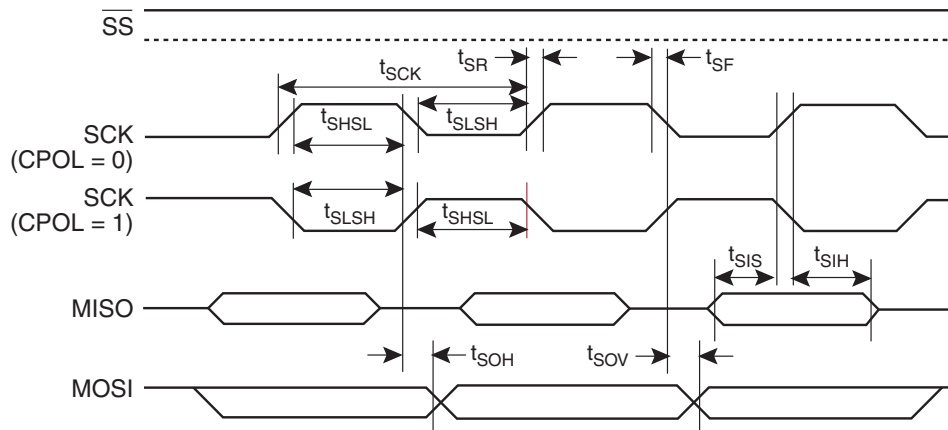 SS
tSCK
tSR
tSF
SCK
(CPOL = 0)
tSHSL
tSLSH
SCK
(CPOL = 1)
tSLSH
tSHSL
tSIS
tSIH
MISO
tSOH
tSOV
MOSI